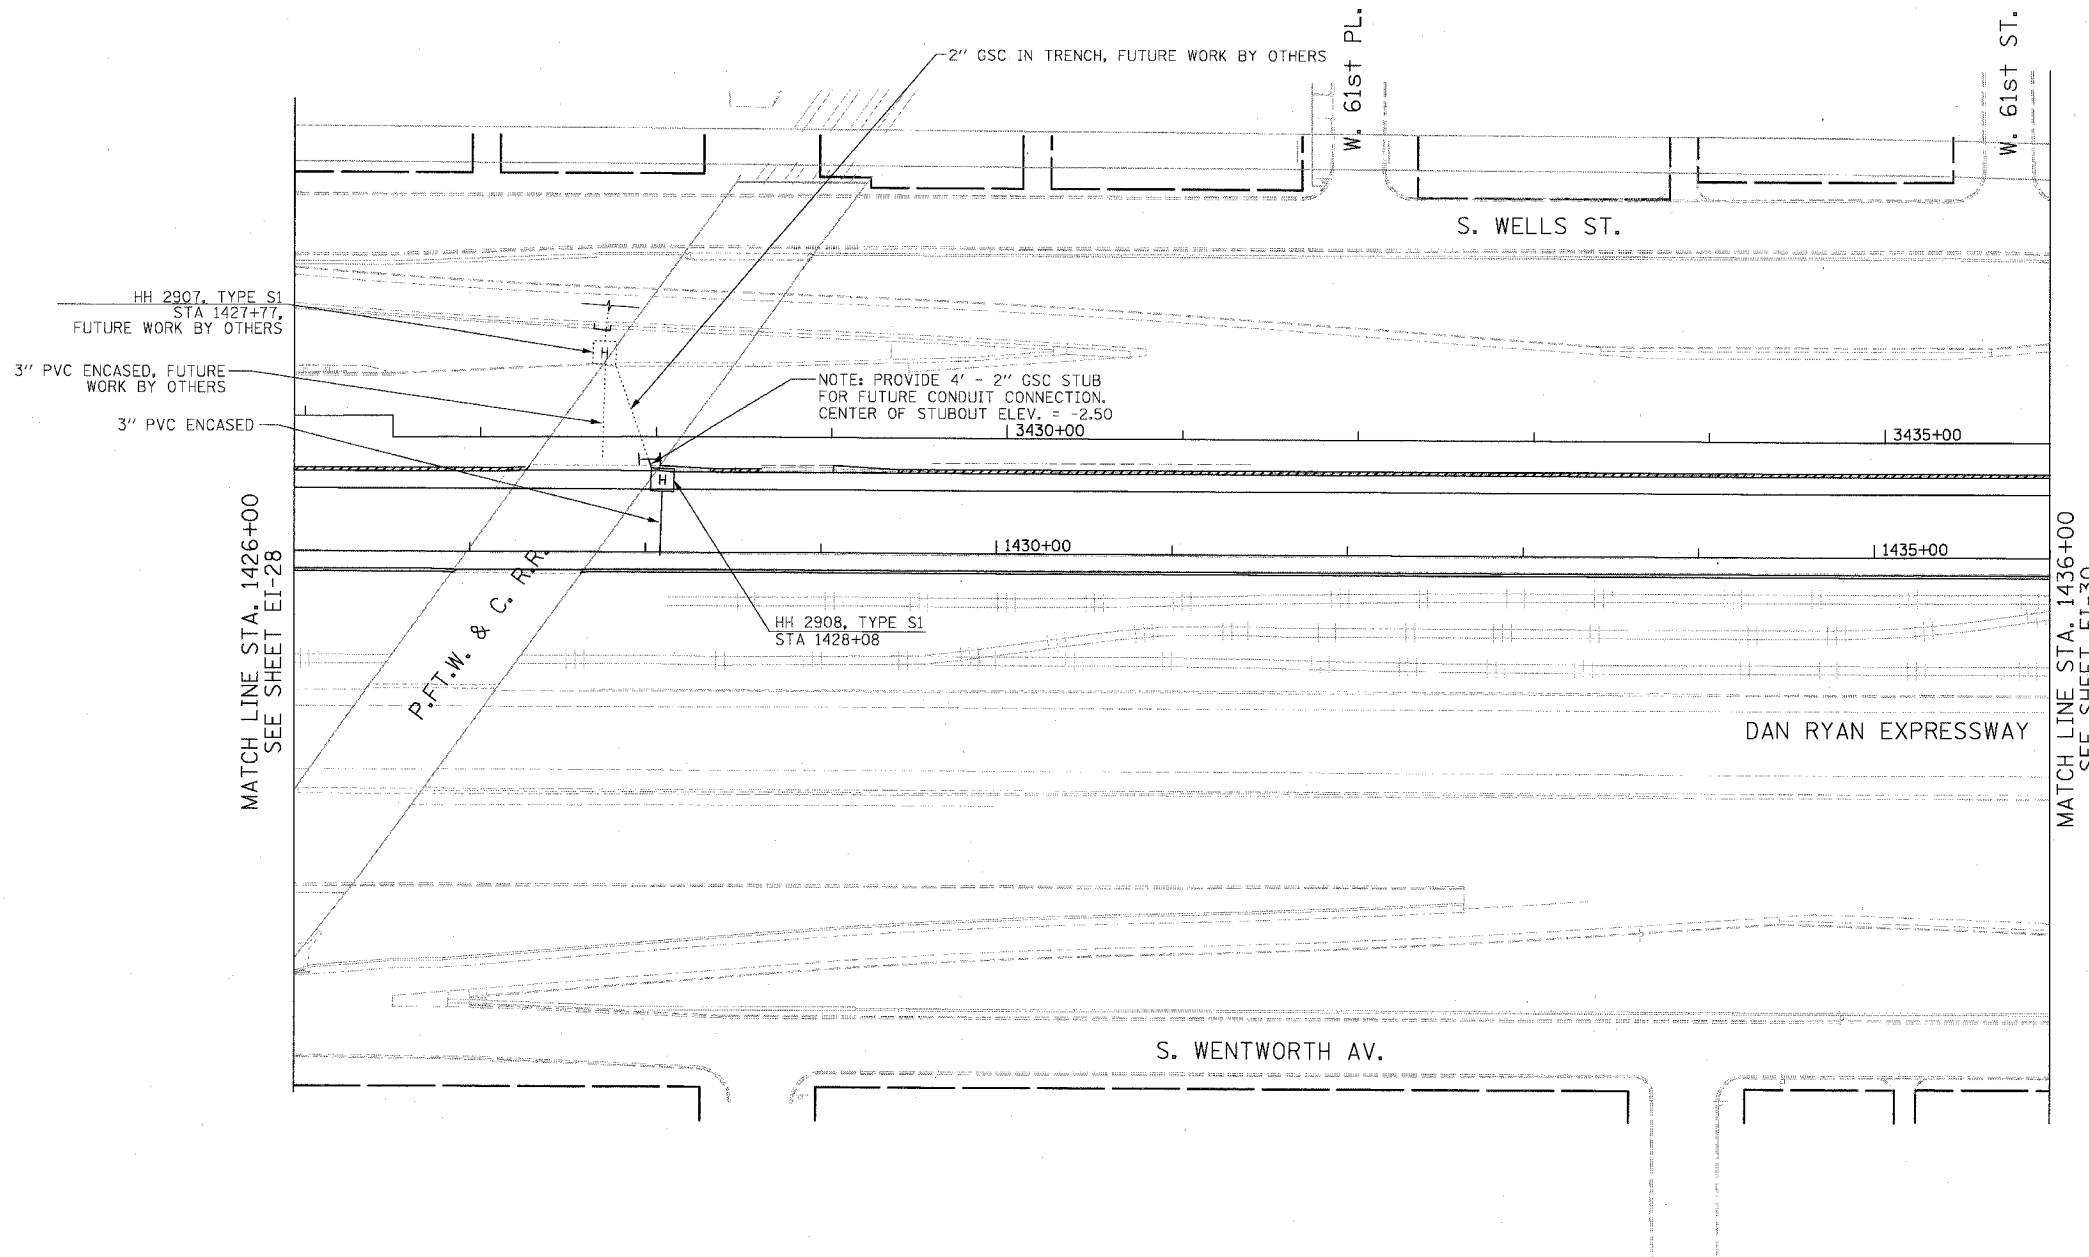 2" GSC IN TRENCH, FUTURE WORK BY OTHERS
W. 61st PL.
W. 61st ST.
S. WELLS ST.
HH 2907, TYPE S1
STA 1427+77,
FUTURE WORK BY OTHERS
H
3" PVC ENCASED, FUTURE
WORK BY OTHERS
NOTE: PROVIDE 4' - 2" GSC STUB
FOR FUTURE CONDUIT CONNECTION.
CENTER OF STUBOUT ELEV. = -2.50
3" PVC ENCASED
3430+00
3435+00
H
1430+00
1435+00
MATCH LINE STA. 1426+00
SEE SHEET EI-28
P.FT.W. & C. R.R.
HH 2908, TYPE S1
STA 1428+08
MATCH LINE STA. 1436+00
SEE SHEET EI-30
DAN RYAN EXPRESSWAY
S. WENTWORTH AV.